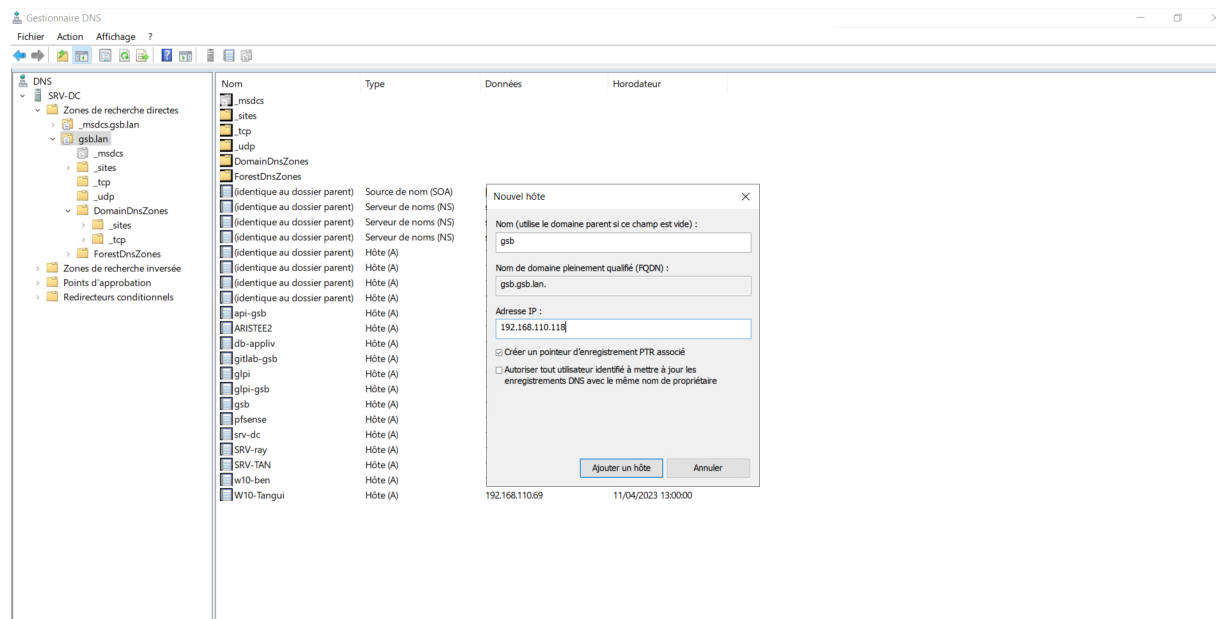 Gestionnaire DNS
Fichier Action Affichage ?
DNS
SRV-DC
Zones de recherche directes
_msdcs.gsb.lan
gsb.lan
_msdcs
_sites
_tcp
_udp
DomainDnsZones
_sites
_tcp
ForestDnsZones
Zones de recherche inversée
Points d'approbation
Redirecteurs conditionnels
Nom Type Données Horodateur
_msdcs
_sites
_tcp
_udp
DomainDnsZones
ForestDnsZones
(identique au dossier parent) Source de nom (SOA)
(identique au dossier parent) Serveur de noms (NS)
(identique au dossier parent) Serveur de noms (NS)
(identique au dossier parent) Serveur de noms (NS)
(identique au dossier parent) Hôte (A)
(identique au dossier parent) Hôte (A)
(identique au dossier parent) Hôte (A)
(identique au dossier parent) Hôte (A)
api-gsb Hôte (A)
ARISTEE2 Hôte (A)
db-appliv Hôte (A)
gitlab-gsb Hôte (A)
glpi Hôte (A)
glpi-gsb Hôte (A)
gsb Hôte (A)
pfsense Hôte (A)
srv-dc Hôte (A)
SRV-ray Hôte (A)
SRV-TAN Hôte (A)
w10-ben Hôte (A)
W10-Tangui Hôte (A) 192.168.110.69 11/04/2023 13:00:00
Nouvel hôte
Nom (utilise le domaine parent si ce champ est vide) :
gsb
Nom de domaine pleinement qualifié (FQDN) :
gsb.gsb.lan.
Adresse IP :
192.168.110.118
Créer un pointeur d'enregistrement PTR associé
Autoriser tout utilisateur identifié à mettre à jour les
enregistrements DNS avec le même nom de propriétaire
Ajouter un hôte Annuler